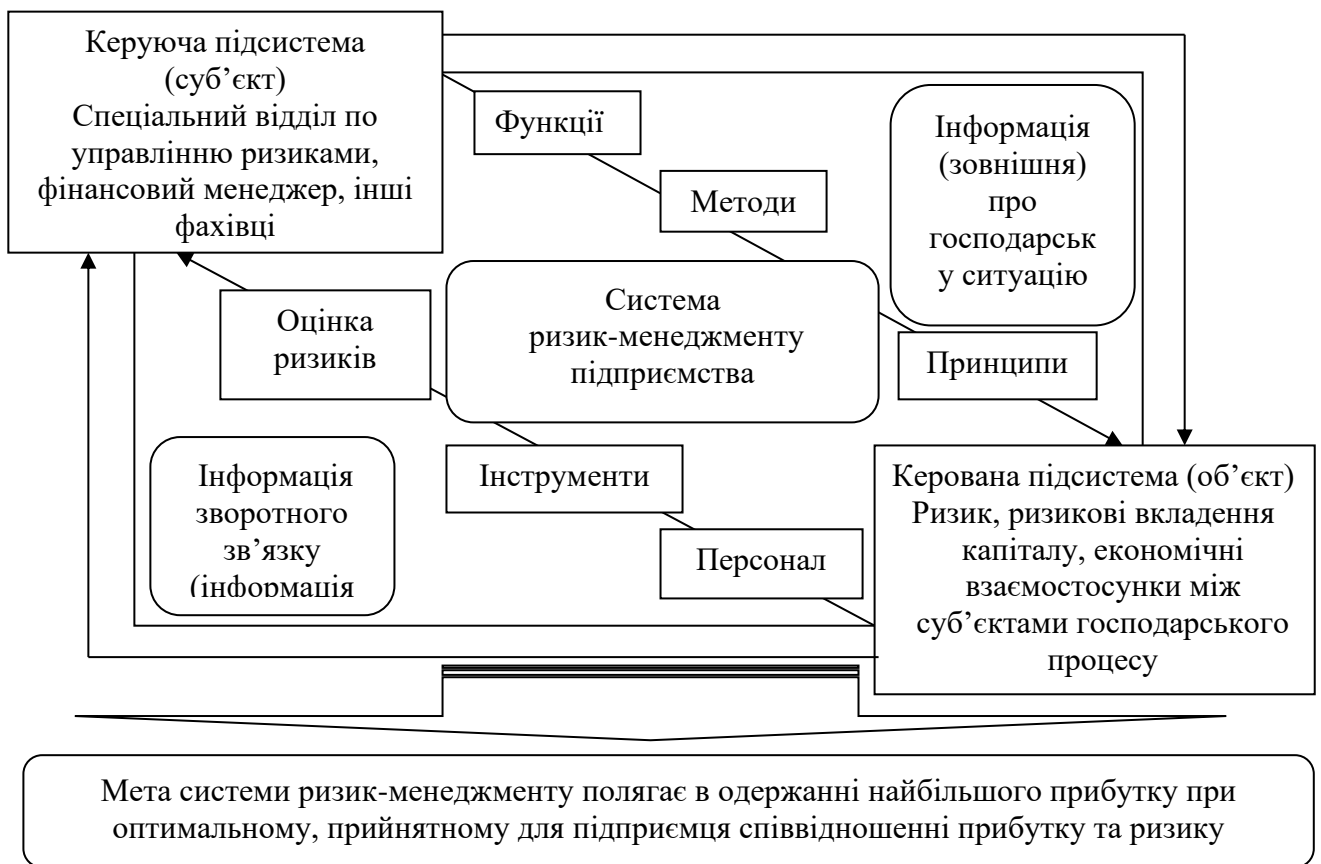 Керуюча підсистема
(суб’єкт)
Спеціальний відділ по
управлінню ризиками,
фінансовий менеджер, інші
фахівці
Функції
Методи
Інформація
(зовнішня)
про
господарськ
у ситуацію
Оцінка
ризиків
Система
ризик-менеджменту
підприємства
Принципи
Інформація
зворотного
зв’язку
(інформація
Інструменти
Персонал
Керована підсистема (об’єкт)
Ризик, ризикові вкладення
капіталу, економічні
взаємостосунки між
суб’єктами господарського
процесу
Мета системи ризик-менеджменту полягає в одержанні найбільшого прибутку при
оптимальному, прийнятному для підприємця співвідношенні прибутку та ризику